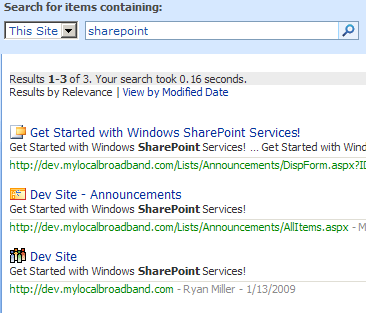 Search for items containing:
This Site sharepoint
Results 1-3 of 3. Your search took 0.16 seconds.
Results by Relevance | View by Modified Date
Get Started with Windows SharePoint Services!
Get Started with Windows SharePoint Services! ... Get Started with Wind
http://dev.mylocalbroadband.com/Lists/Announcements/DispForm.aspx?ID
Dev Site - Announcements
Get Started with Windows SharePoint Services!
http://dev.mylocalbroadband.com/Lists/Announcements/AllItems.aspx - M
Dev Site
Get Started with Windows SharePoint Services!
http://dev.mylocalbroadband.com - Ryan Miller - 1/13/2009